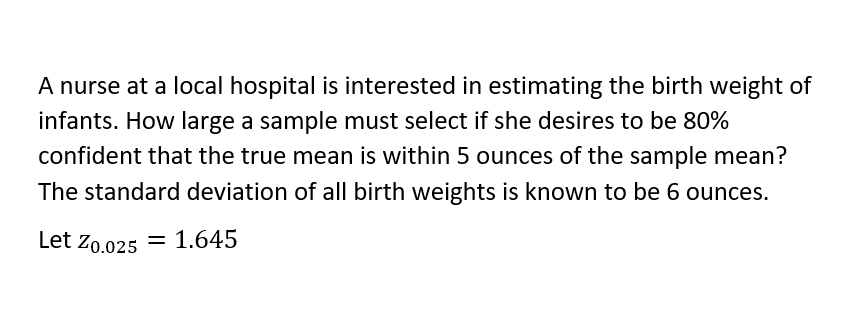 A nurse at a local hospital is interested in estimating the birth weight of
infants. How large a sample must select if she desires to be 80%
confident that the true mean is within 5 ounces of the sample mean?
The standard deviation of all birth weights is known to be 6 ounces.
Let z₀.₀₂₅ = 1.645